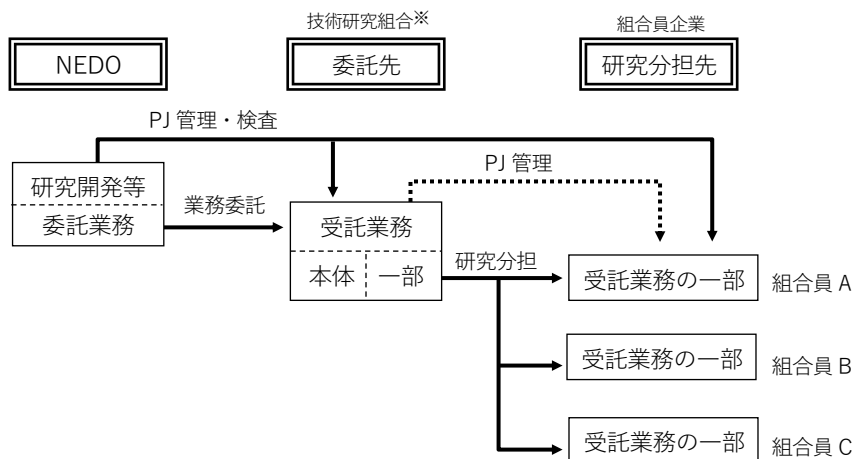 技術研究組合※
組合員企業
NEDO
委託先
研究分担先
PJ 管理・検査
PJ 管理
研究開発等
委託業務
業務委託
受託業務
本体
一部
研究分担
受託業務の一部
組合員 A
受託業務の一部
組合員 B
受託業務の一部
組合員 C